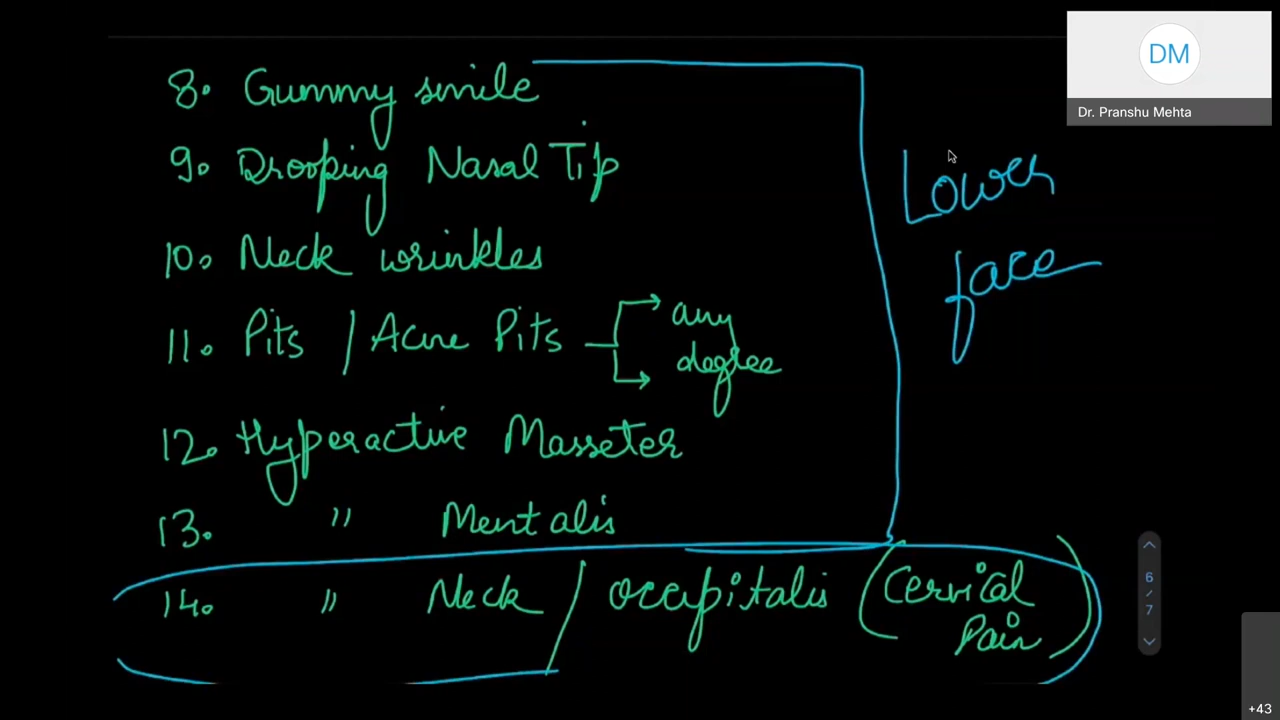 DM
Dr. Pranshu Mehta
8. Gummy smile
9. Drooping Nasal Tip
10. Neck wrinkles
11. Pits / Acne Pits → any
→ degree
12. Hyperactive Masseter
13. " Mentalis
14. " Neck / occupitalis (Cervical
Pain)
Lower
face
6
/
7
+43